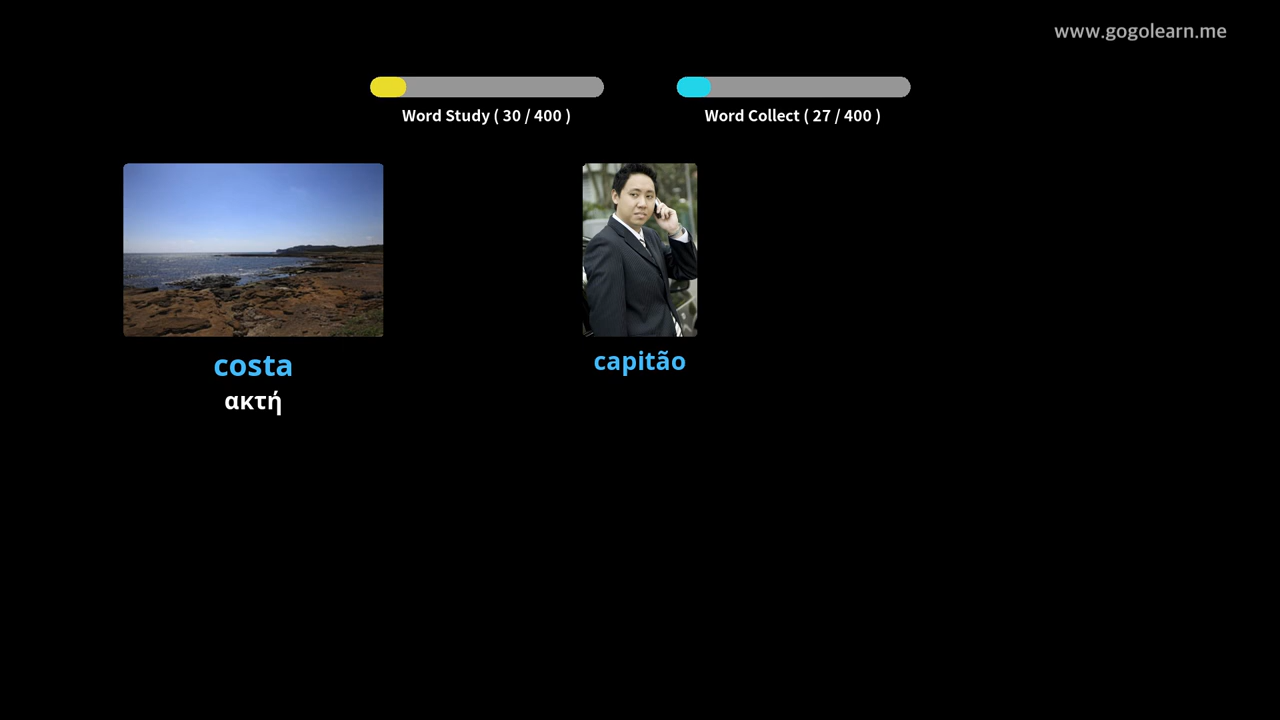 www.gogolearn.me
Word Study ( 30 / 400 )
Word Collect ( 27 / 400 )
costa
ακτή
capitão